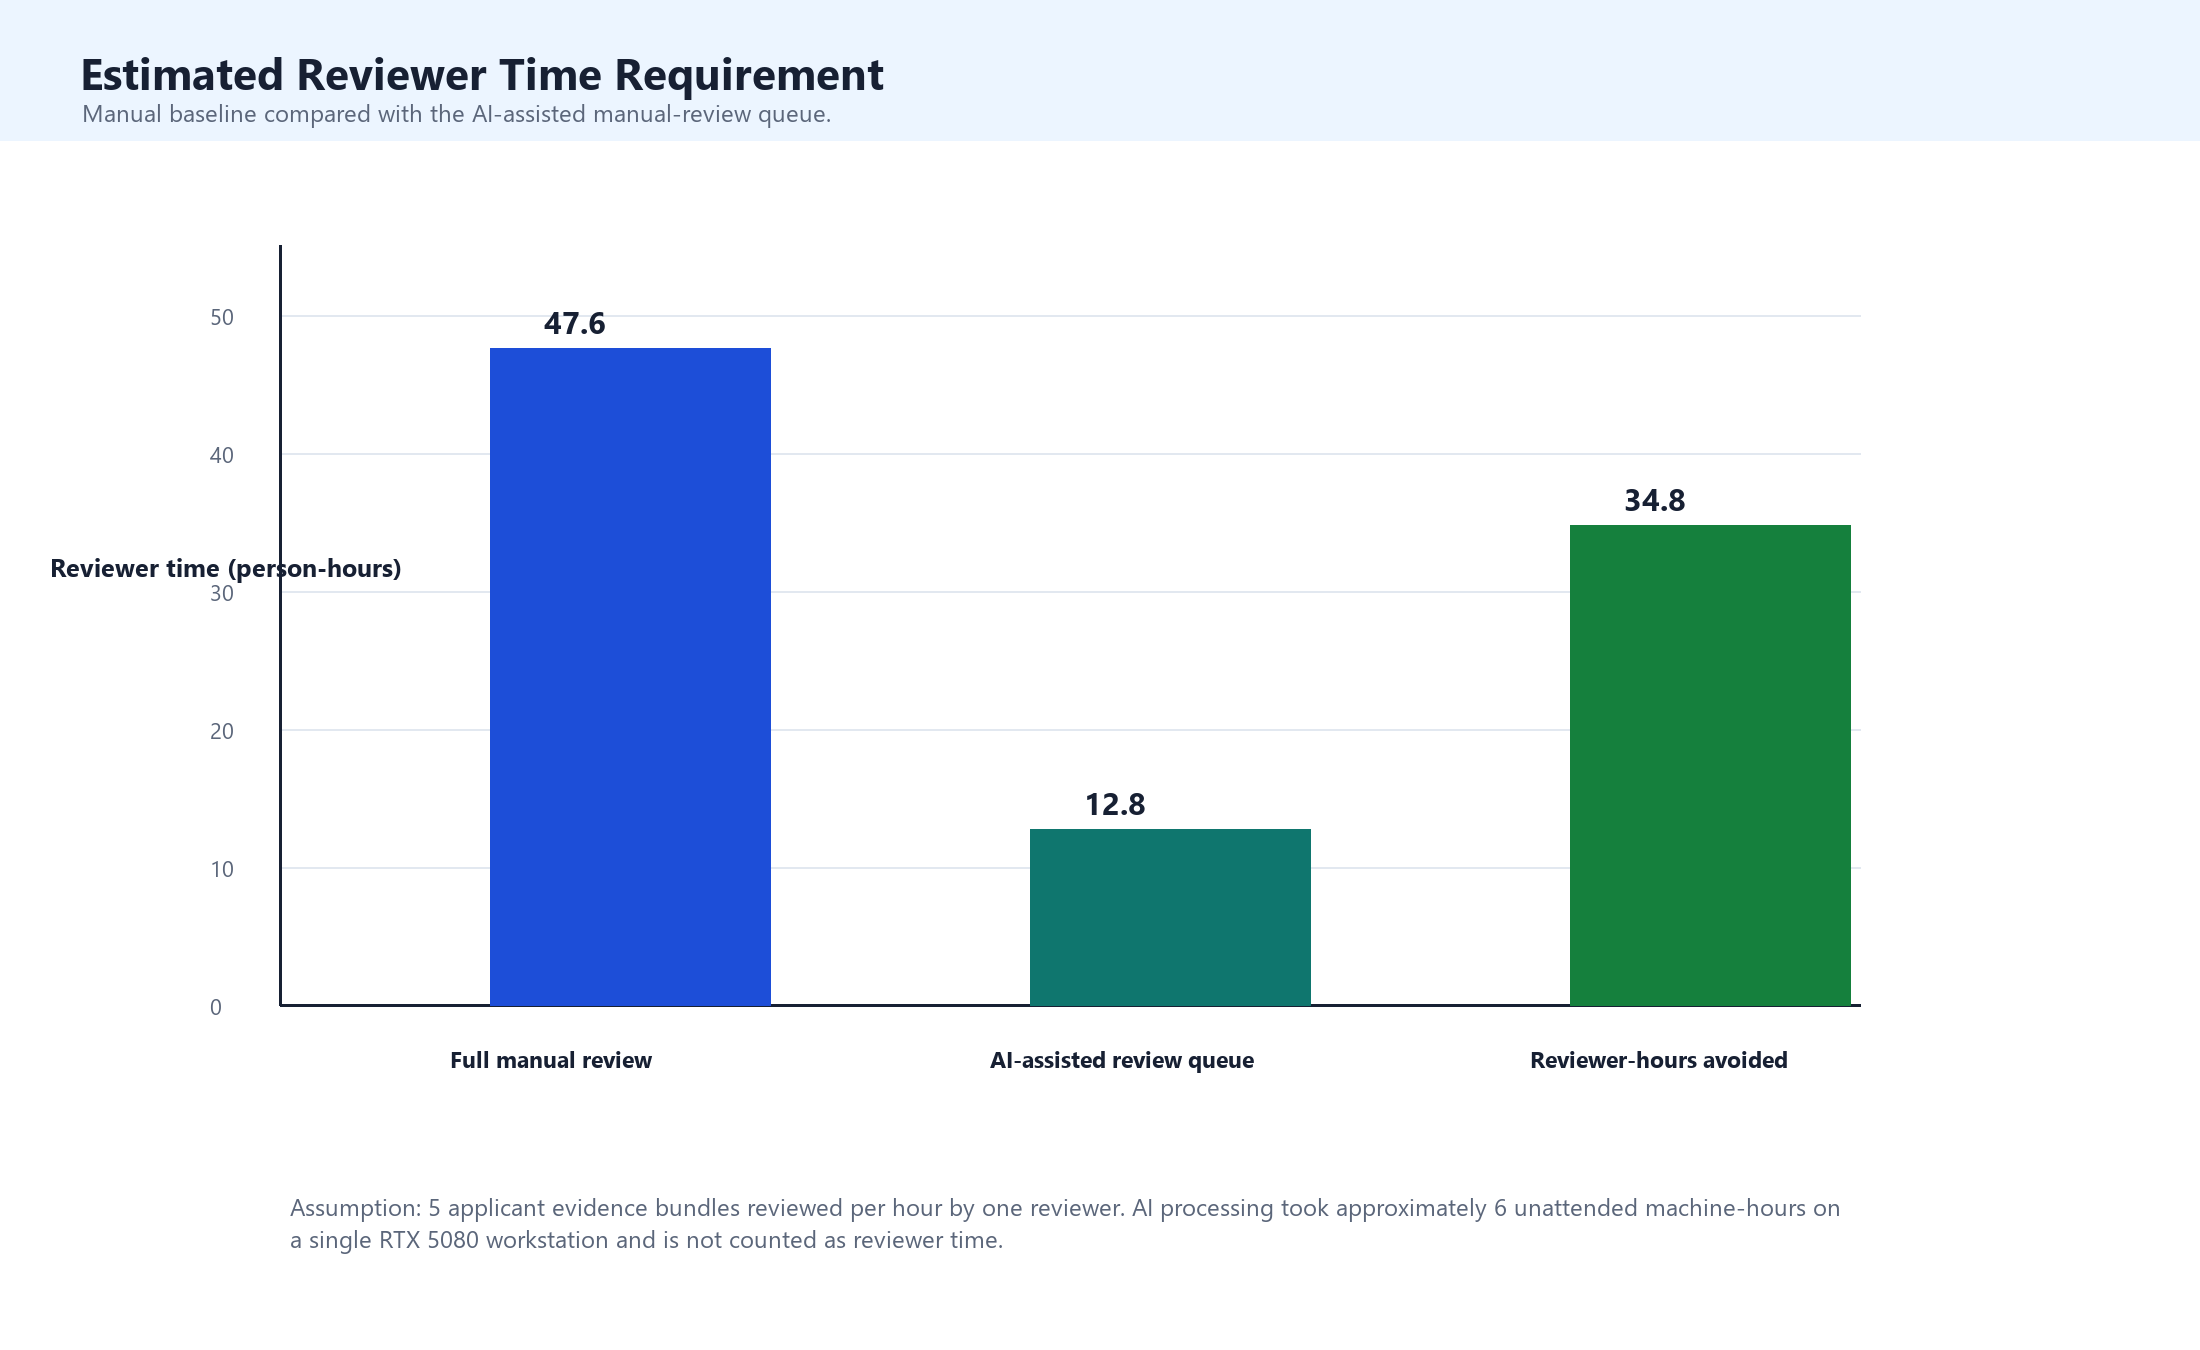 Estimated Reviewer Time Requirement
Manual baseline compared with the AI-assisted manual-review queue.
50
47.6
40
34.8
Reviewer time (person-hours)
30
20
12.8
10
0
Full manual review
AI-assisted review queue
Reviewer-hours avoided
Assumption: 5 applicant evidence bundles reviewed per hour by one reviewer. AI processing took approximately 6 unattended machine-hours on
a single RTX 5080 workstation and is not counted as reviewer time.